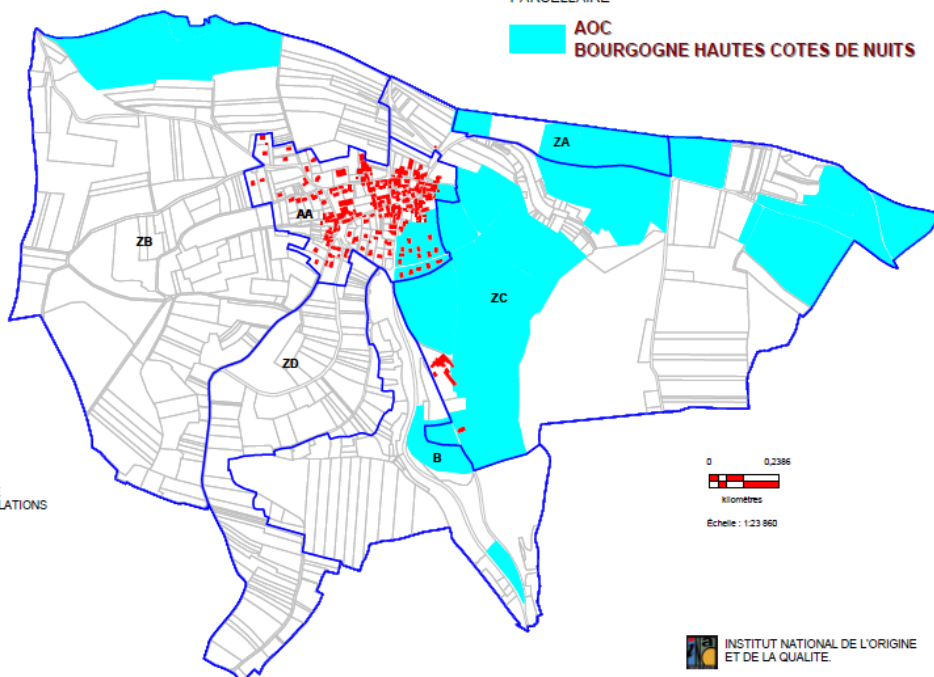 PARCELLAIRE
AOC
BOURGOGNE HAUTES COTES DE NUITS
ZA
AA
ZB
ZC
ZD
B
LATIONS
0 0,2386
kilomètres
Échelle : 1:23 860
INSTITUT NATIONAL DE L'ORIGINE
ET DE LA QUALITE.